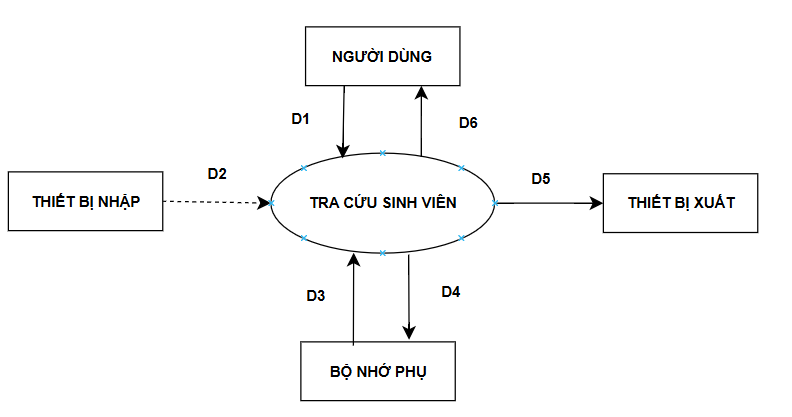 NGƯỜI DÙNG
D1
D6
D2
D5
THIẾT BỊ NHẬP
TRA CỨU SINH VIÊN
THIẾT BỊ XUẤT
D3
D4
BỘ NHỚ PHỤ